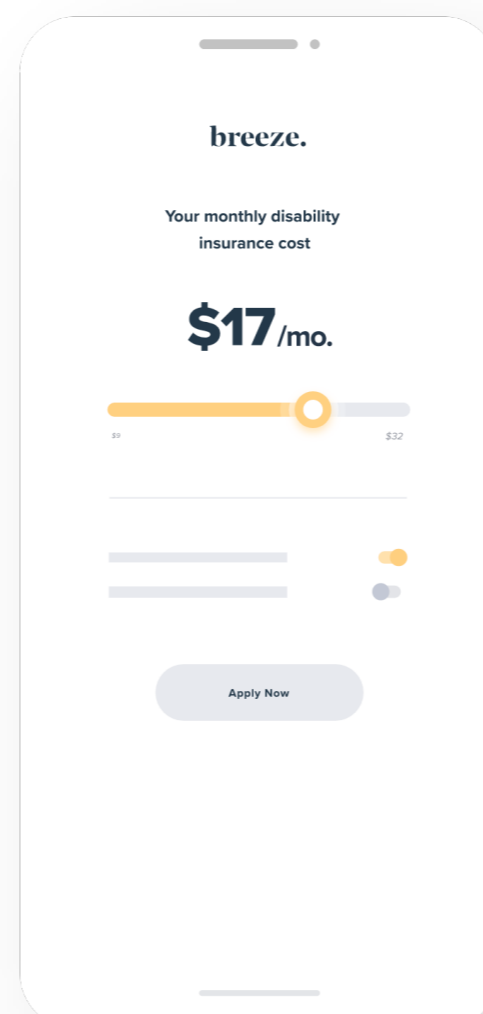 breeze.
Your monthly disability
insurance cost
$17/mo.
$9 $32
Apply Now